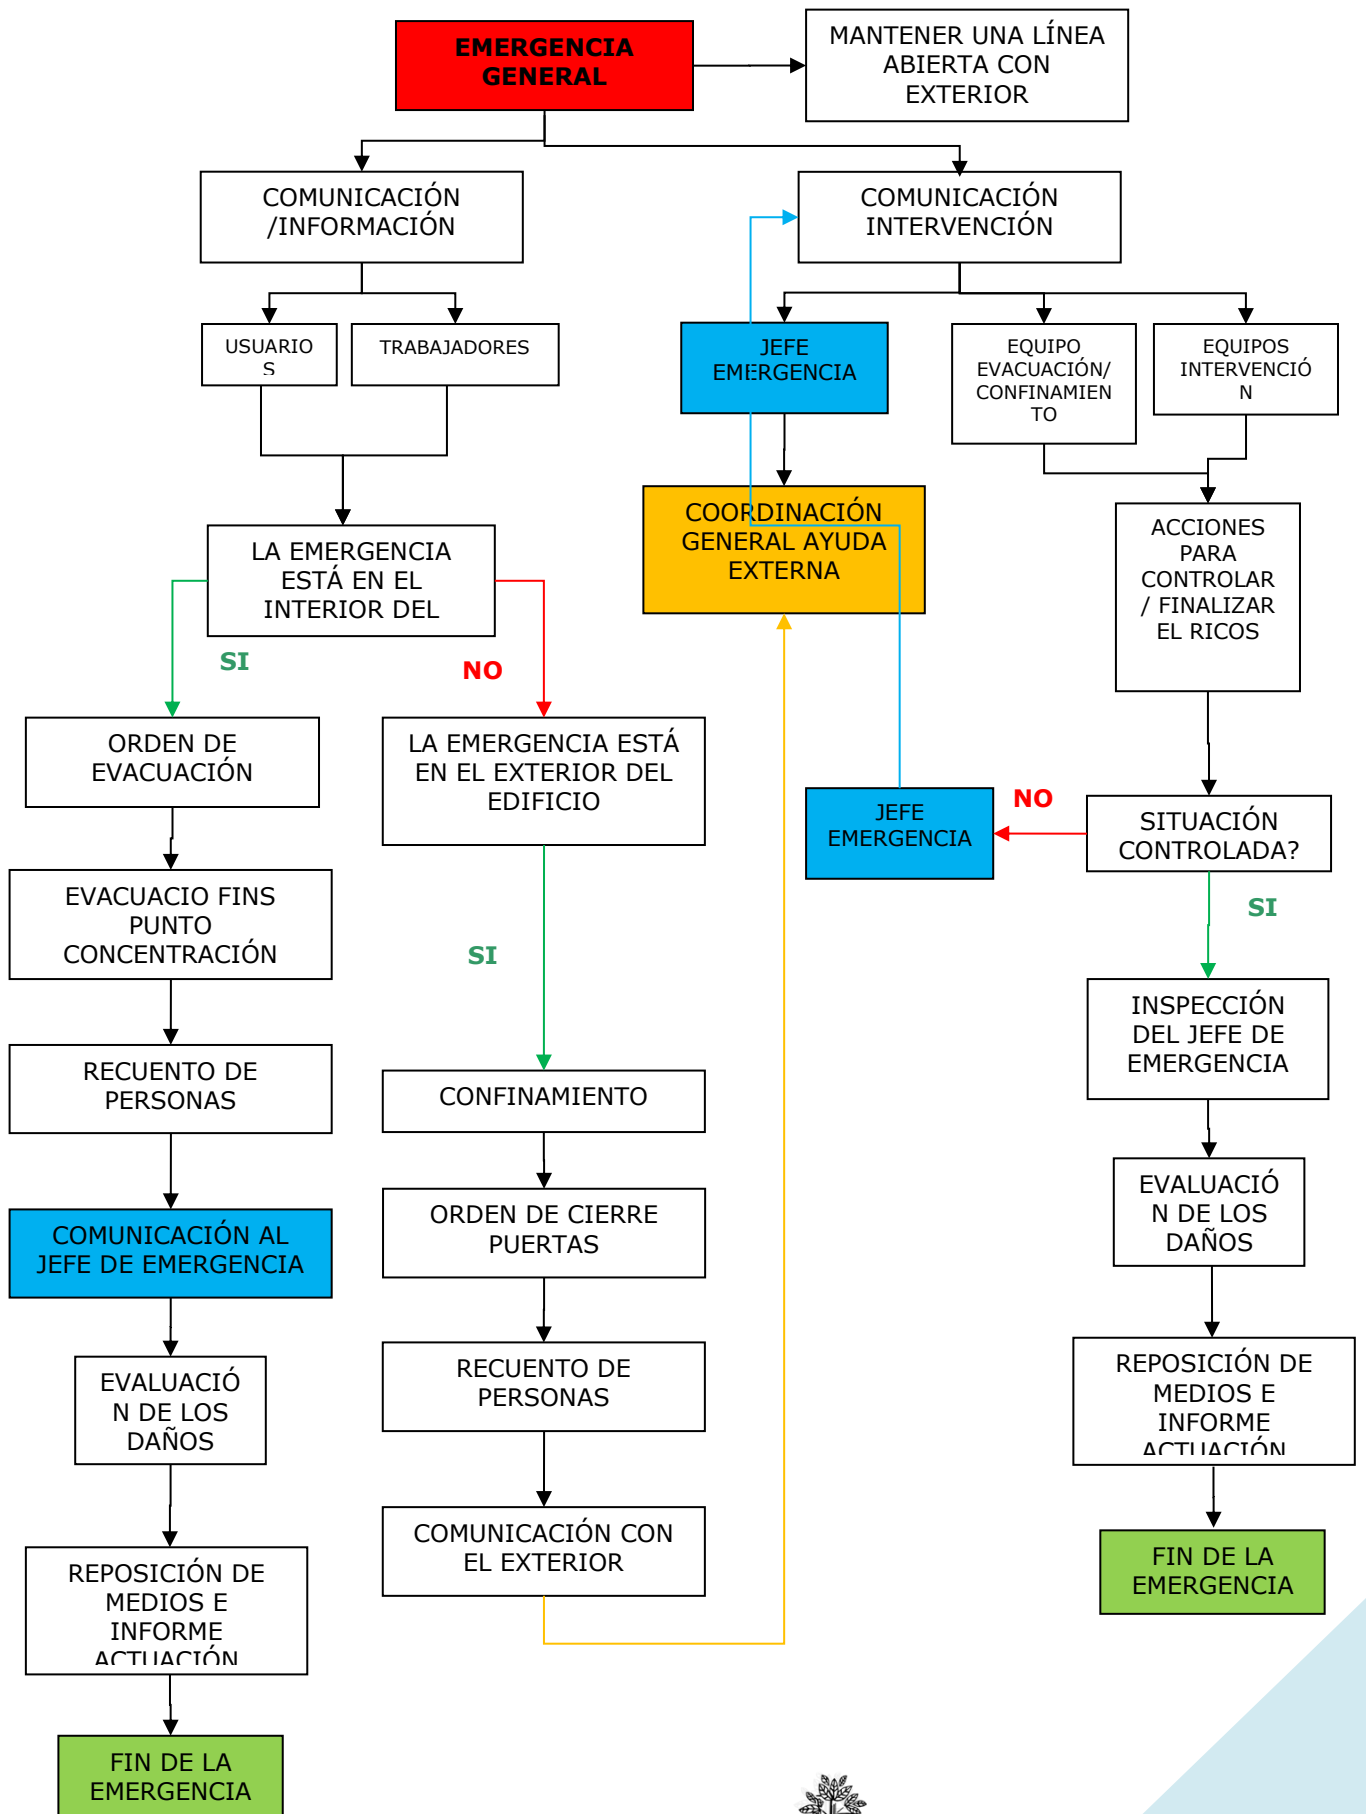 EMERGENCIA
GENERAL
MANTENER UNA LÍNEA
ABIERTA CON
EXTERIOR
COMUNICACIÓN
/INFORMACIÓN
COMUNICACIÓN
INTERVENCIÓN
USUARIO
S
TRABAJADORES
JEFE
EMERGENCIA
EQUIPO
EVACUACIÓN/
CONFINAMIEN
TO
EQUIPOS
INTERVENCIÓ
N
LA EMERGENCIA
ESTÁ EN EL
INTERIOR DEL
COORDINACIÓN
GENERAL AYUDA
EXTERNA
ACCIONES
PARA
CONTROLAR
/ FINALIZAR
EL RICOS
SI
NO
ORDEN DE
EVACUACIÓN
LA EMERGENCIA ESTÁ
EN EL EXTERIOR DEL
EDIFICIO
JEFE
EMERGENCIA
NO
SITUACIÓN
CONTROLADA?
EVACUACIO FINS
PUNTO
CONCENTRACIÓN
SI
SI
INSPECCIÓN
DEL JEFE DE
EMERGENCIA
RECUENTO DE
PERSONAS
CONFINAMIENTO
COMUNICACIÓN AL
JEFE DE EMERGENCIA
ORDEN DE CIERRE
PUERTAS
EVALUACIÓ
N DE LOS
DAÑOS
EVALUACIÓ
N DE LOS
DAÑOS
RECUENTO DE
PERSONAS
REPOSICIÓN DE
MEDIOS E
INFORME
ACTUACIÓN
REPOSICIÓN DE
MEDIOS E
INFORME
ACTUACIÓN
COMUNICACIÓN CON
EL EXTERIOR
FIN DE LA
EMERGENCIA
FIN DE LA
EMERGENCIA